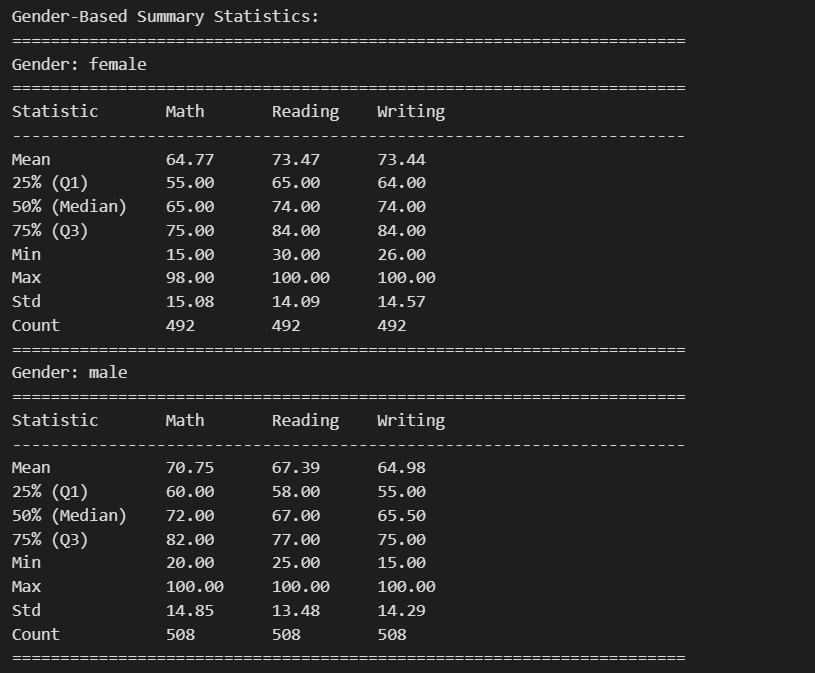 Gender-Based Summary Statistics:
======================================================================
Gender: female
======================================================================
Statistic       Math       Reading    Writing
----------------------------------------------------------------------
Mean            64.77      73.47      73.44
25% (Q1)        55.00      65.00      64.00
50% (Median)    65.00      74.00      74.00
75% (Q3)        75.00      84.00      84.00
Min             15.00      30.00      26.00
Max             98.00      100.00     100.00
Std             15.08      14.09      14.57
Count           492        492        492
======================================================================
Gender: male
======================================================================
Statistic       Math       Reading    Writing
----------------------------------------------------------------------
Mean            70.75      67.39      64.98
25% (Q1)        60.00      58.00      55.00
50% (Median)    72.00      67.00      65.50
75% (Q3)        82.00      77.00      75.00
Min             20.00      25.00      15.00
Max             100.00     100.00     100.00
Std             14.85      13.48      14.29
Count           508        508        508
======================================================================